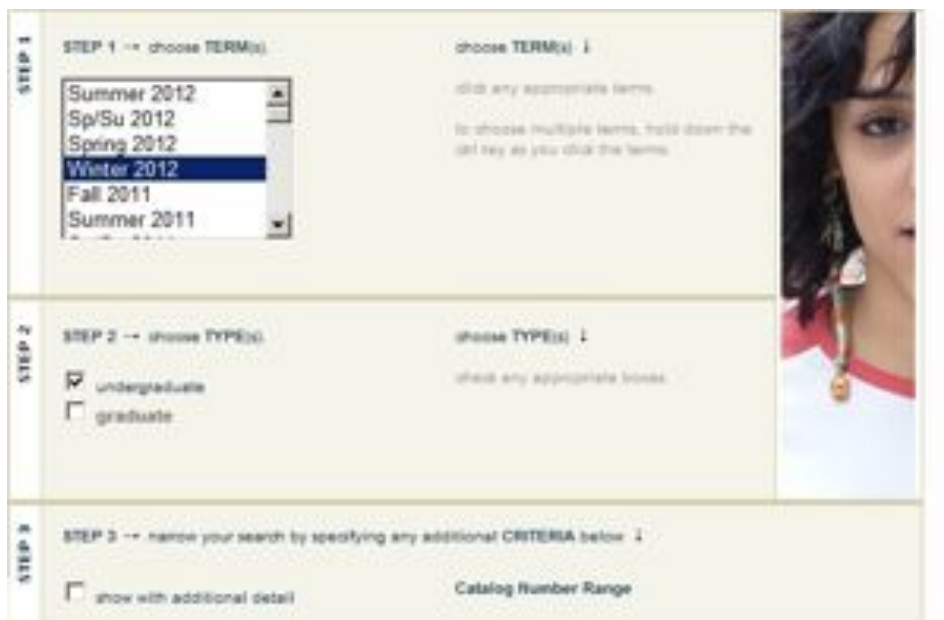 STEP 1
STEP 1 → choose TERM(s).
choose TERM(s) ↓
Summer 2012
Sp/Su 2012
Spring 2012
Winter 2012
Fall 2011
Summer 2011
click any appropriate terms.
to choose multiple terms, hold down the
ctrl key as you click the terms.
STEP 2
STEP 2 → choose TYPE(s).
choose TYPE(s) ↓
undergraduate
graduate
check any appropriate boxes.
STEP 3
STEP 3 → narrow your search by specifying any additional CRITERIA below ↓
show with additional detail
Catalog Number Range